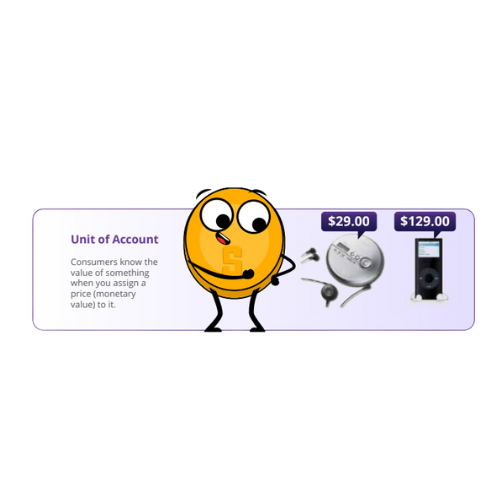 $29.00 $129.00
Unit of Account
Consumers know the
value of something
when you assign a
price (monetary
value) to it.
S